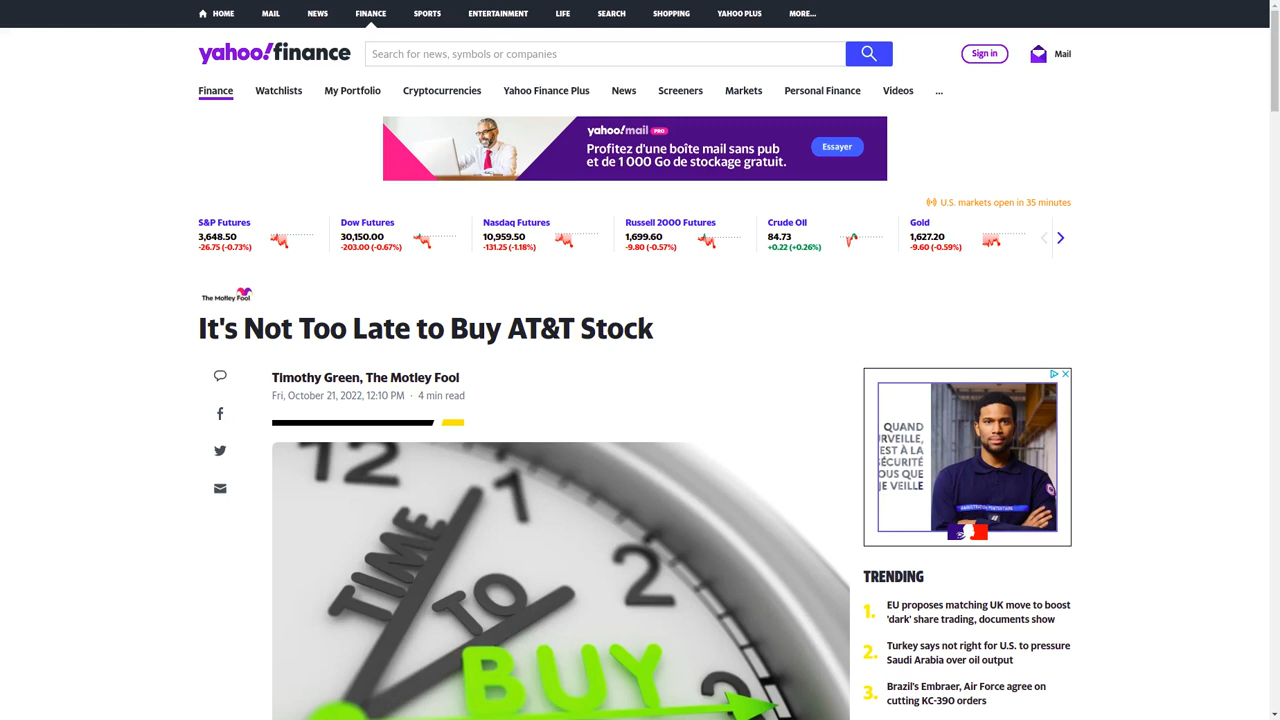 HOME MAIL NEWS FINANCE SPORTS ENTERTAINMENT LIFE SEARCH SHOPPING YAHOO PLUS MORE...
yahoo!finance
Search for news, symbols or companies
Sign in
Mail
Finance Watchlists My Portfolio Cryptocurrencies Yahoo Finance Plus News Screeners Markets Personal Finance Videos ...
yahoo!mail PRO
Profitez d'une boîte mail sans pub
et de 1 000 Go de stockage gratuit.
Essayer
U.S. markets open in 35 minutes
S&P Futures
3,648.50
-26.75 (-0.73%)
Dow Futures
30,150.00
-203.00 (-0.67%)
Nasdaq Futures
10,959.50
-131.25 (-1.18%)
Russell 2000 Futures
1,699.60
-9.80 (-0.57%)
Crude Oil
84.73
+0.22 (+0.26%)
Gold
1,627.20
-9.60 (-0.59%)
The Motley Fool
It's Not Too Late to Buy AT&T Stock
Timothy Green, The Motley Fool
Fri, October 21, 2022, 12:10 PM · 4 min read
12
1
2
3
TIME
TO
BUY
QUAND
RVEILLE,
EST À LA
SÉCURITÉ
OUS QUE
JE VEILLE
TRENDING
1. EU proposes matching UK move to boost
'dark' share trading, documents show
2. Turkey says not right for U.S. to pressure
Saudi Arabia over oil output
3. Brazil's Embraer, Air Force agree on
cutting KC-390 orders